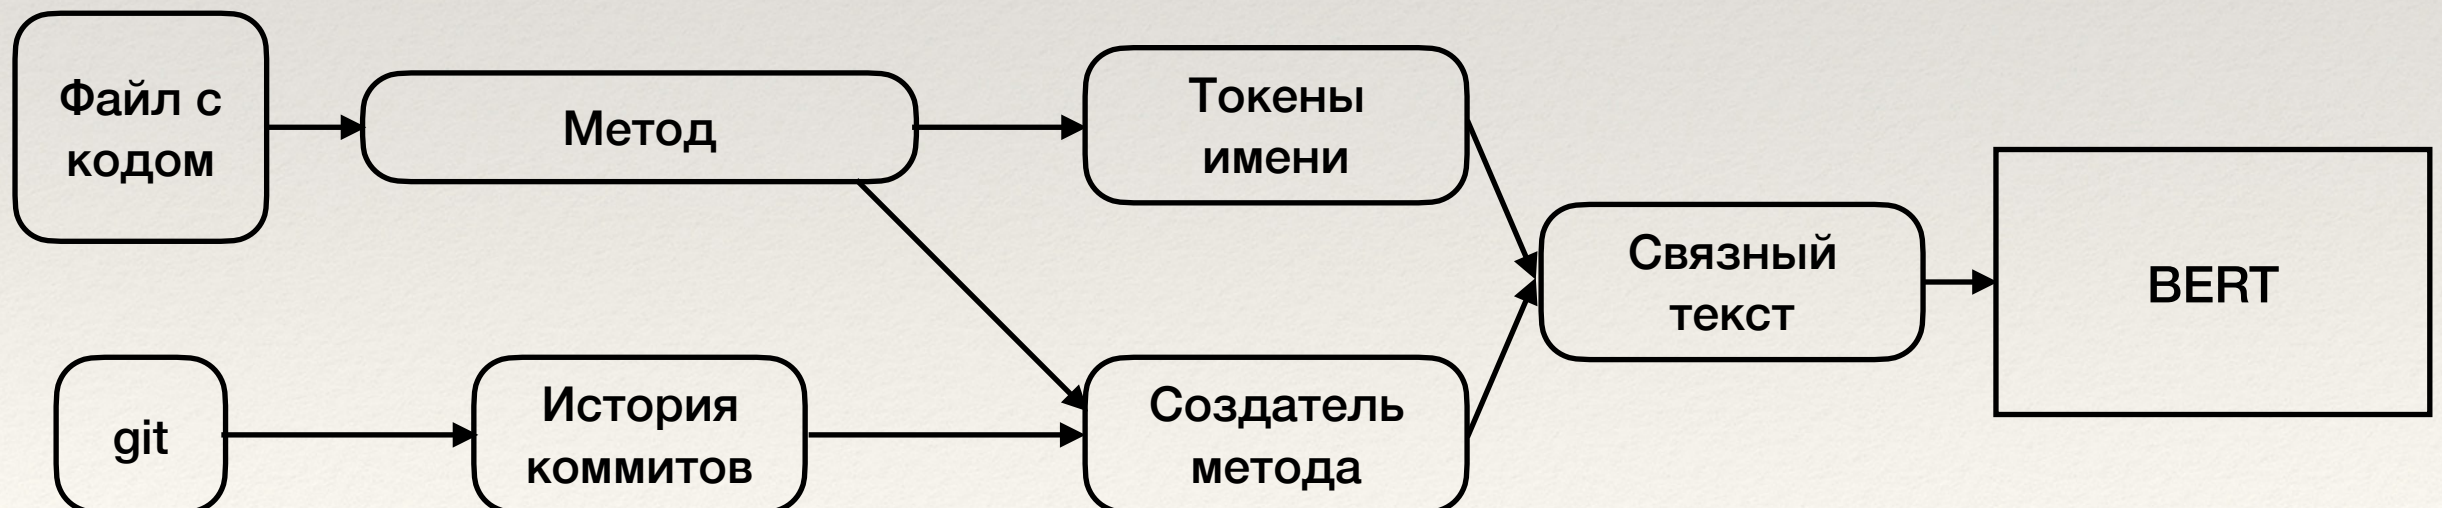 Файл с
кодом
Метод
Токены
имени
Связный
текст
BERT
git
История
коммитов
Создатель
метода